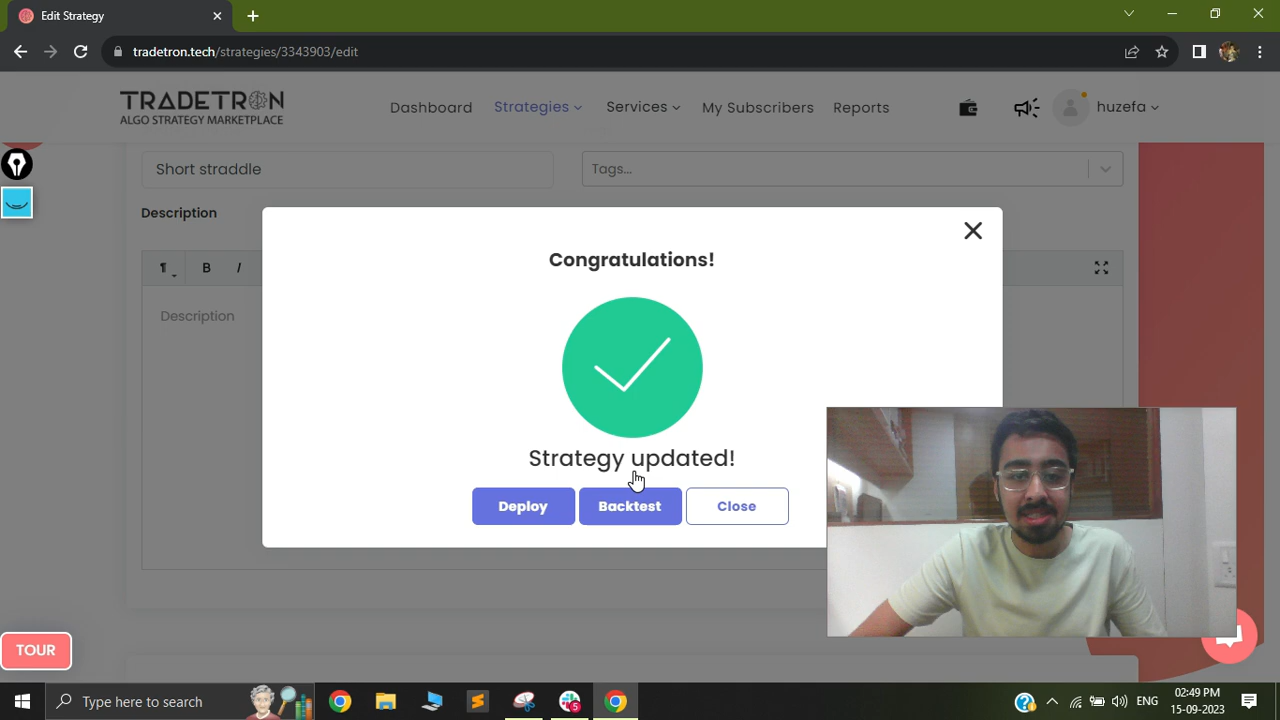 Edit Strategy
tradetron.tech/strategies/3343903/edit
TRADETRON
ALGO STRATEGY MARKETPLACE
Dashboard
Strategies
Services
My Subscribers
Reports
huzefa
Short straddle
Tags...
Description
B
I
Description
Congratulations!
Strategy updated!
Deploy
Backtest
Close
TOUR
Type here to search
5
ENG
02:49 PM
15-09-2023